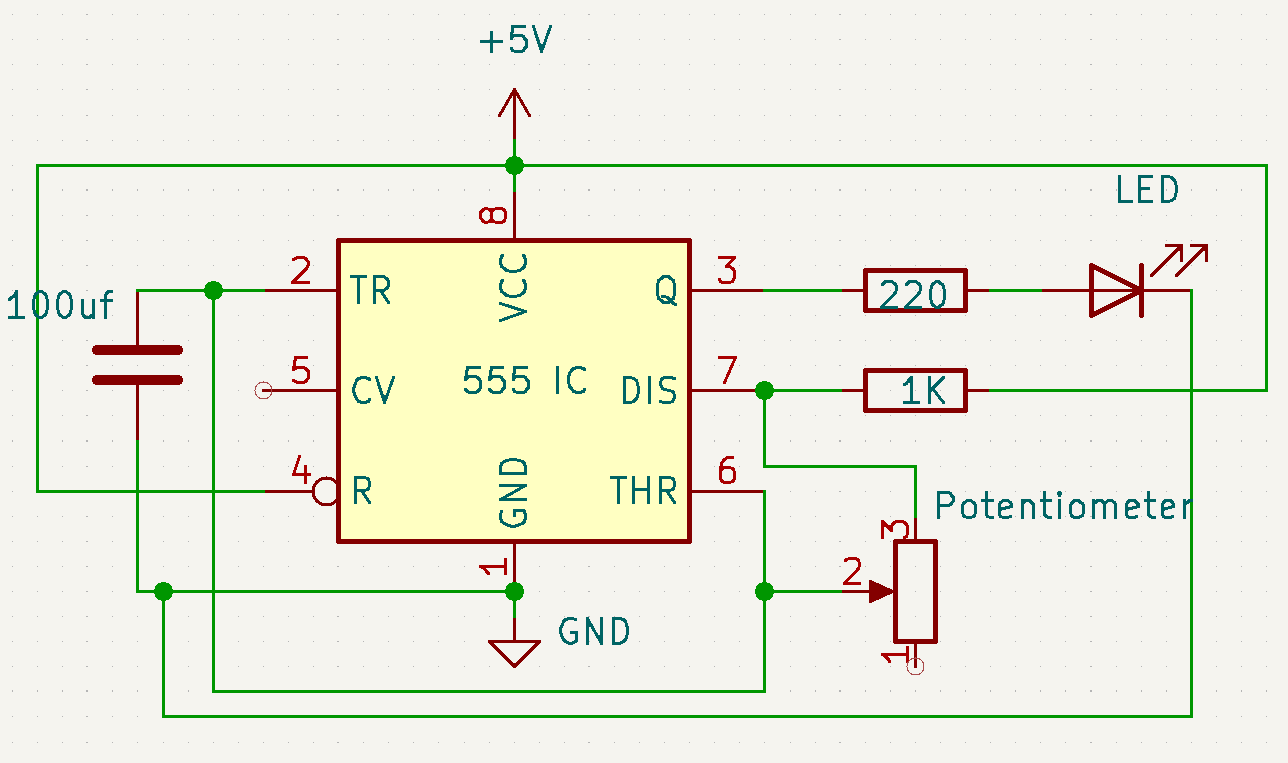 +5V
LED
8
2
TR
VCC
Q
3
220
100uf
5
CV
555 IC
DIS
7
1K
4
R
GND
THR
6
Potentiometer
3
1
2
GND
1